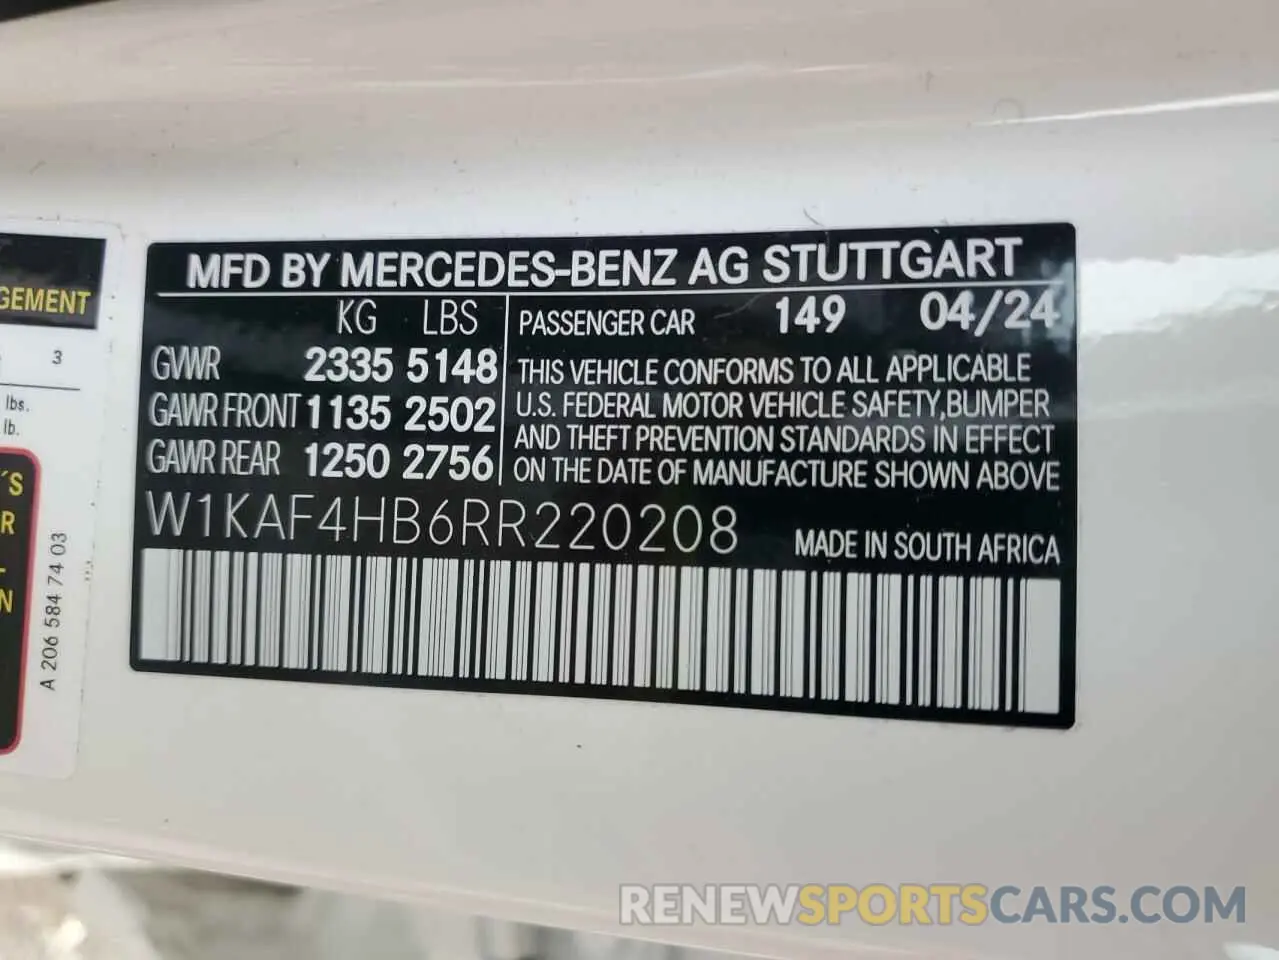 MFD BY MERCEDES-BENZ AG STUTTGART
KG LBS
GVWR 2335 5148
GAWR FRONT 1135 2502
GAWR REAR 1250 2756
PASSENGER CAR 149 04/24
THIS VEHICLE CONFORMS TO ALL APPLICABLE
U.S. FEDERAL MOTOR VEHICLE SAFETY, BUMPER
AND THEFT PREVENTION STANDARDS IN EFFECT
ON THE DATE OF MANUFACTURE SHOWN ABOVE
W1KAF4HB6RR220208 MADE IN SOUTH AFRICA
GEMENT
3
lbs.
lb.
´S
R
N
A 206 584 74 03
RENEWSPORTSCARS.COM